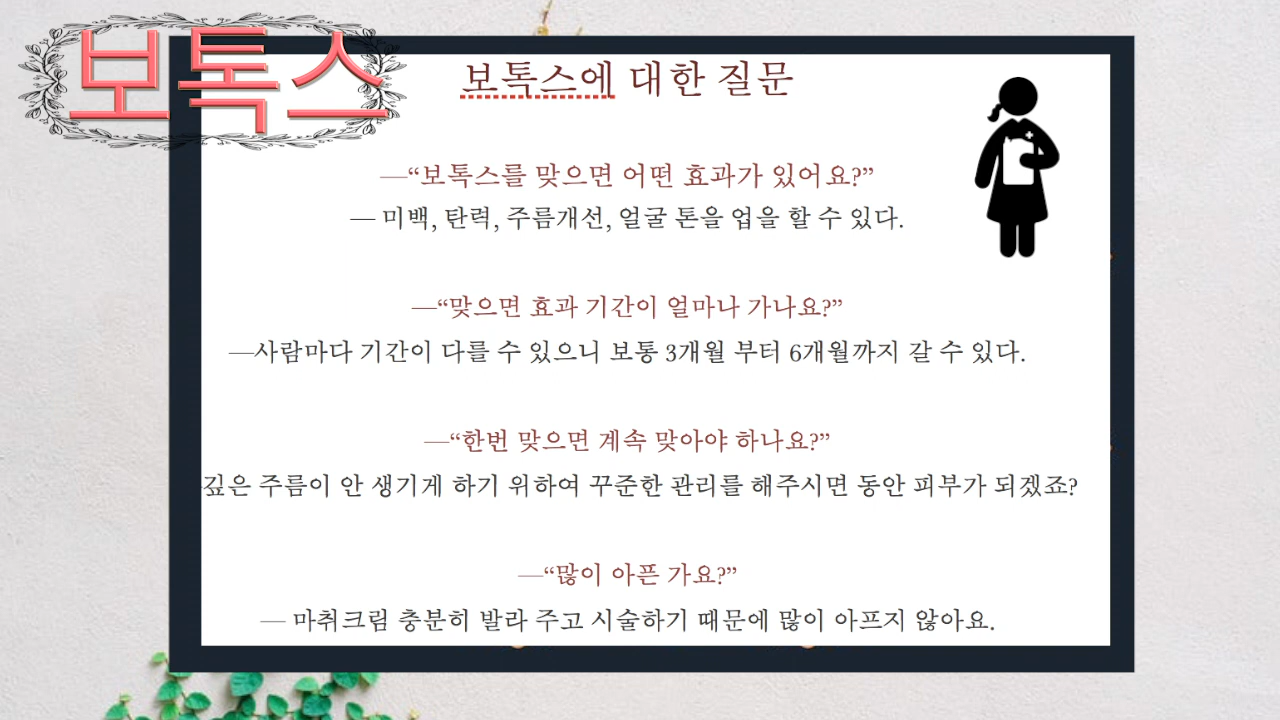 보톡스
보톡스에 대한 질문
—“보톡스를 맞으면 어떤 효과가 있어요?”
— 미백, 탄력, 주름개선, 얼굴 톤을 업을 할 수 있다.
—“맞으면 효과 기간이 얼마나 가나요?”
—사람마다 기간이 다를 수 있으니 보통 3개월 부터 6개월까지 갈 수 있다.
—“한번 맞으면 계속 맞아야 하나요?”
깊은 주름이 안 생기게 하기 위하여 꾸준한 관리를 해주시면 동안 피부가 되겠죠?
—“많이 아픈 가요?”
— 마취크림 충분히 발라 주고 시술하기 때문에 많이 아프지 않아요.